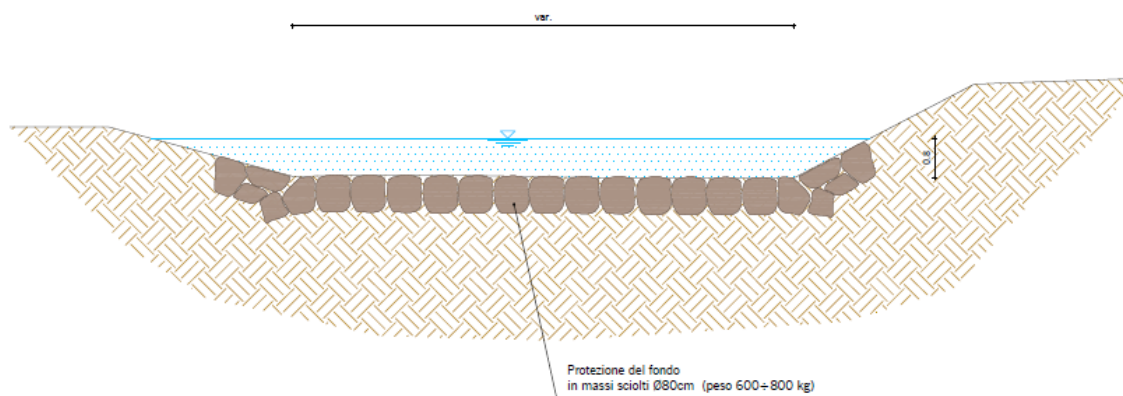 var.
0.8
Protezione del fondo
in massi sciolti Ø80cm (peso 600÷800 kg)